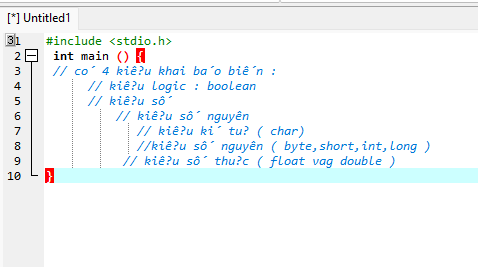 [*] Untitled1
1 #include <stdio.h>
2 int main () {
3 // co´ 4 kiê?u khai ba´o biê´n :
4 // kiê?u logic : boolean
5 // kiê?u sô´
6 // kiê?u sô´ nguyên
7 // kiê?u ki´ tu? ( char)
8 //kiê?u sô´ nguyên ( byte,short,int,long )
9 // kiê?u sô´ thu?c ( float vag double )
10 }